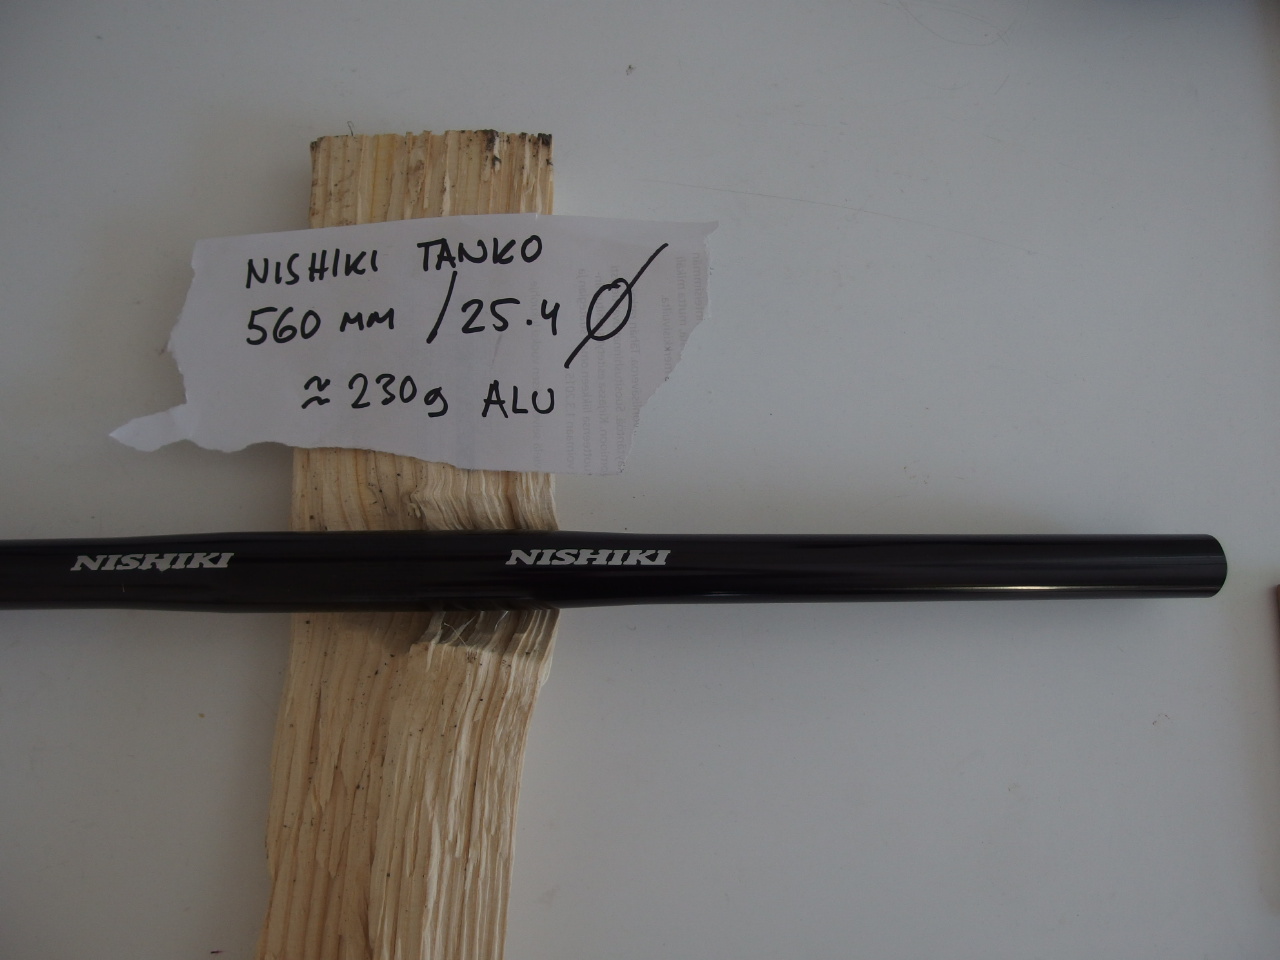 NISHIKI TANKO
560 MM / 25.4 Ø
≈ 230g ALU
NISHIKI NISHIKI